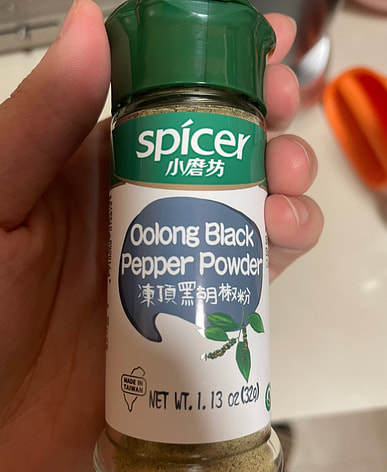 spicer
小磨坊
Oolong Black
Pepper Powder
凍頂黑胡椒粉
MADE IN
TAIWAN
NET WT. 1.13 oz (32g)